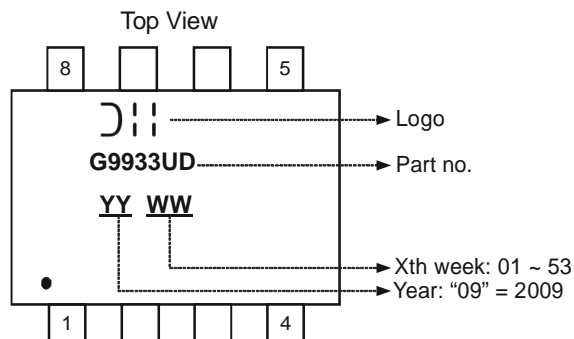 Top View
8 5
Logo
G9933UD Part no.
YY WW
Xth week: 01 ~ 53
Year: “09” = 2009
1 4